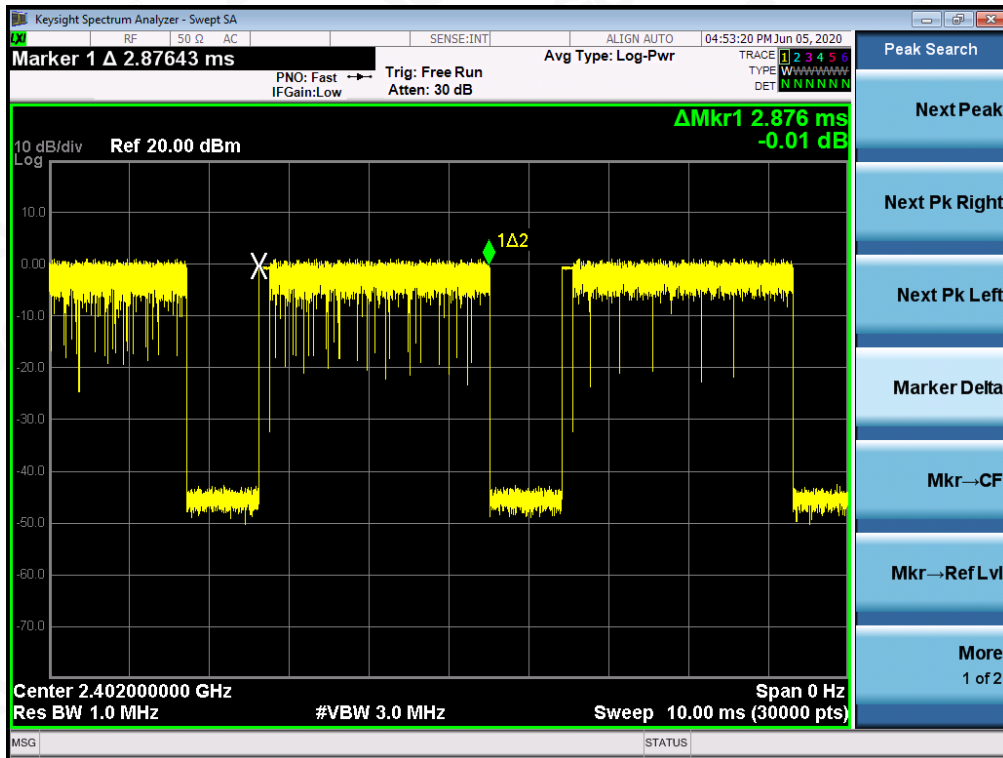 Keysight Spectrum Analyzer - Swept SA
LXI RF 50 Ω AC SENSE:INT ALIGN AUTO 04:53:20 PM Jun 05, 2020
Marker 1 Δ 2.87643 ms
PNO: Fast
IFGain:Low
Trig: Free Run
Atten: 30 dB
Avg Type: Log-Pwr
TRACE 1 2 3 4 5 6
TYPE WWWWWW
DET N N N N N N
ΔMkr1 2.876 ms
-0.01 dB
10 dB/div Ref 20.00 dBm
Log
10.0
0.00
-10.0
-20.0
-30.0
-40.0
-50.0
-60.0
-70.0
1Δ2
Center 2.402000000 GHz Span 0 Hz
Res BW 1.0 MHz #VBW 3.0 MHz Sweep 10.00 ms (30000 pts)
MSG STATUS
Peak Search
Next Peak
Next Pk Right
Next Pk Left
Marker Delta
Mkr→CF
Mkr→Ref Lvl
More
1 of 2